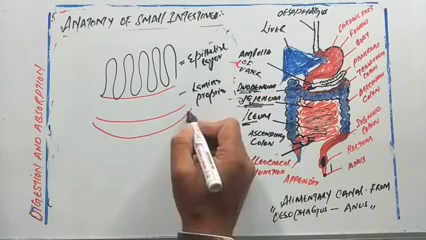 ANATOMY OF SMALL INTESTINE:-
DIGESTION AND ABSORPTION
Epithelial
layer
Lamina
propria
OESOPHAGUS
LIVER
AMPULLA
OF
VATER
DUODENUM
JEJUNUM
ILEUM
ASCENDING
COLON
ILEOCECAL
JUNCTION
APPENDIX
CARDIAC PART
FUNDUS
BODY
PANCREAS
TRANSVERSE
COLON
DESCENDING
COLON
SIGMOID
COLON
RECTUM
ANUS
ALIMENTARY CANAL FROM
"OESOPHAGUS - ANUS"